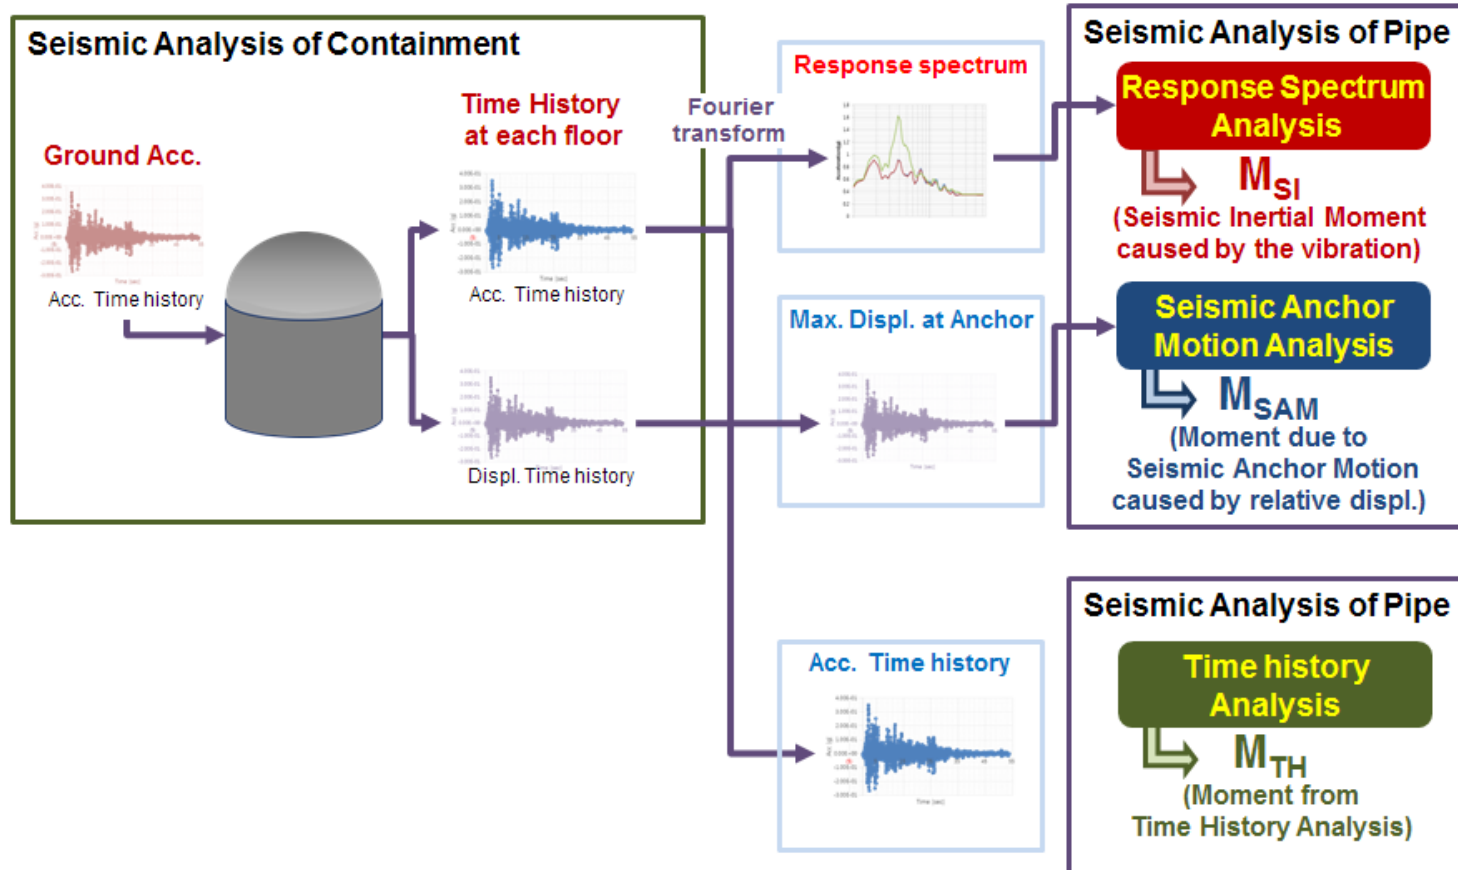 Seismic Analysis of Containment
Ground Acc.
Acc. Time history
Time History
at each floor
Acc. Time history
Displ. Time history
Fourier
transform
Response spectrum
Max. Displ. at Anchor
Acc. Time history
Seismic Analysis of Pipe
Response Spectrum
Analysis
MSI
(Seismic Inertial Moment
caused by the vibration)
Seismic Anchor
Motion Analysis
MSAM
(Moment due to
Seismic Anchor Motion
caused by relative displ.)
Seismic Analysis of Pipe
Time history
Analysis
MTH
(Moment from
Time History Analysis)